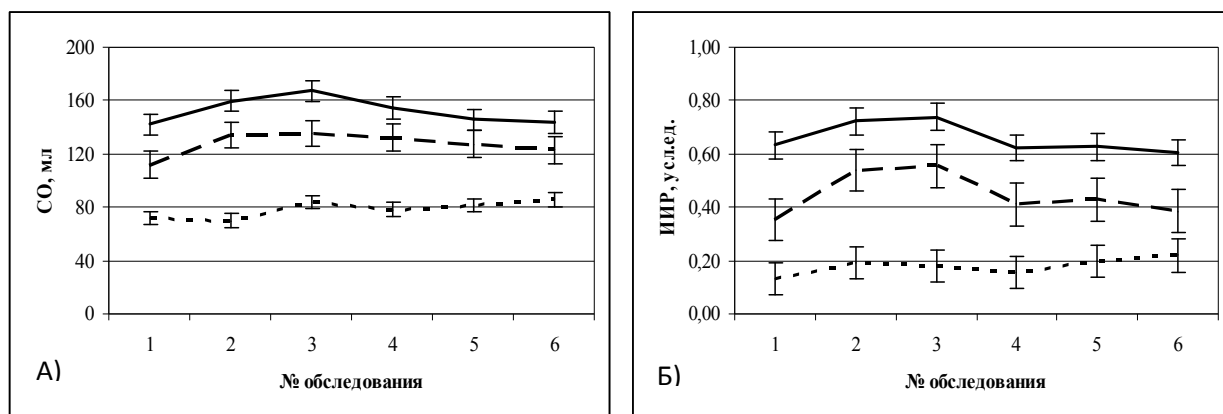 200
160
120
80
40
0
СО, мл
1 2 3 4 5 6
№ обследования
А)
1,00
0,80
0,60
0,40
0,20
0,00
ИИР, усл.ед.
1 2 3 4 5 6
№ обследования
Б)